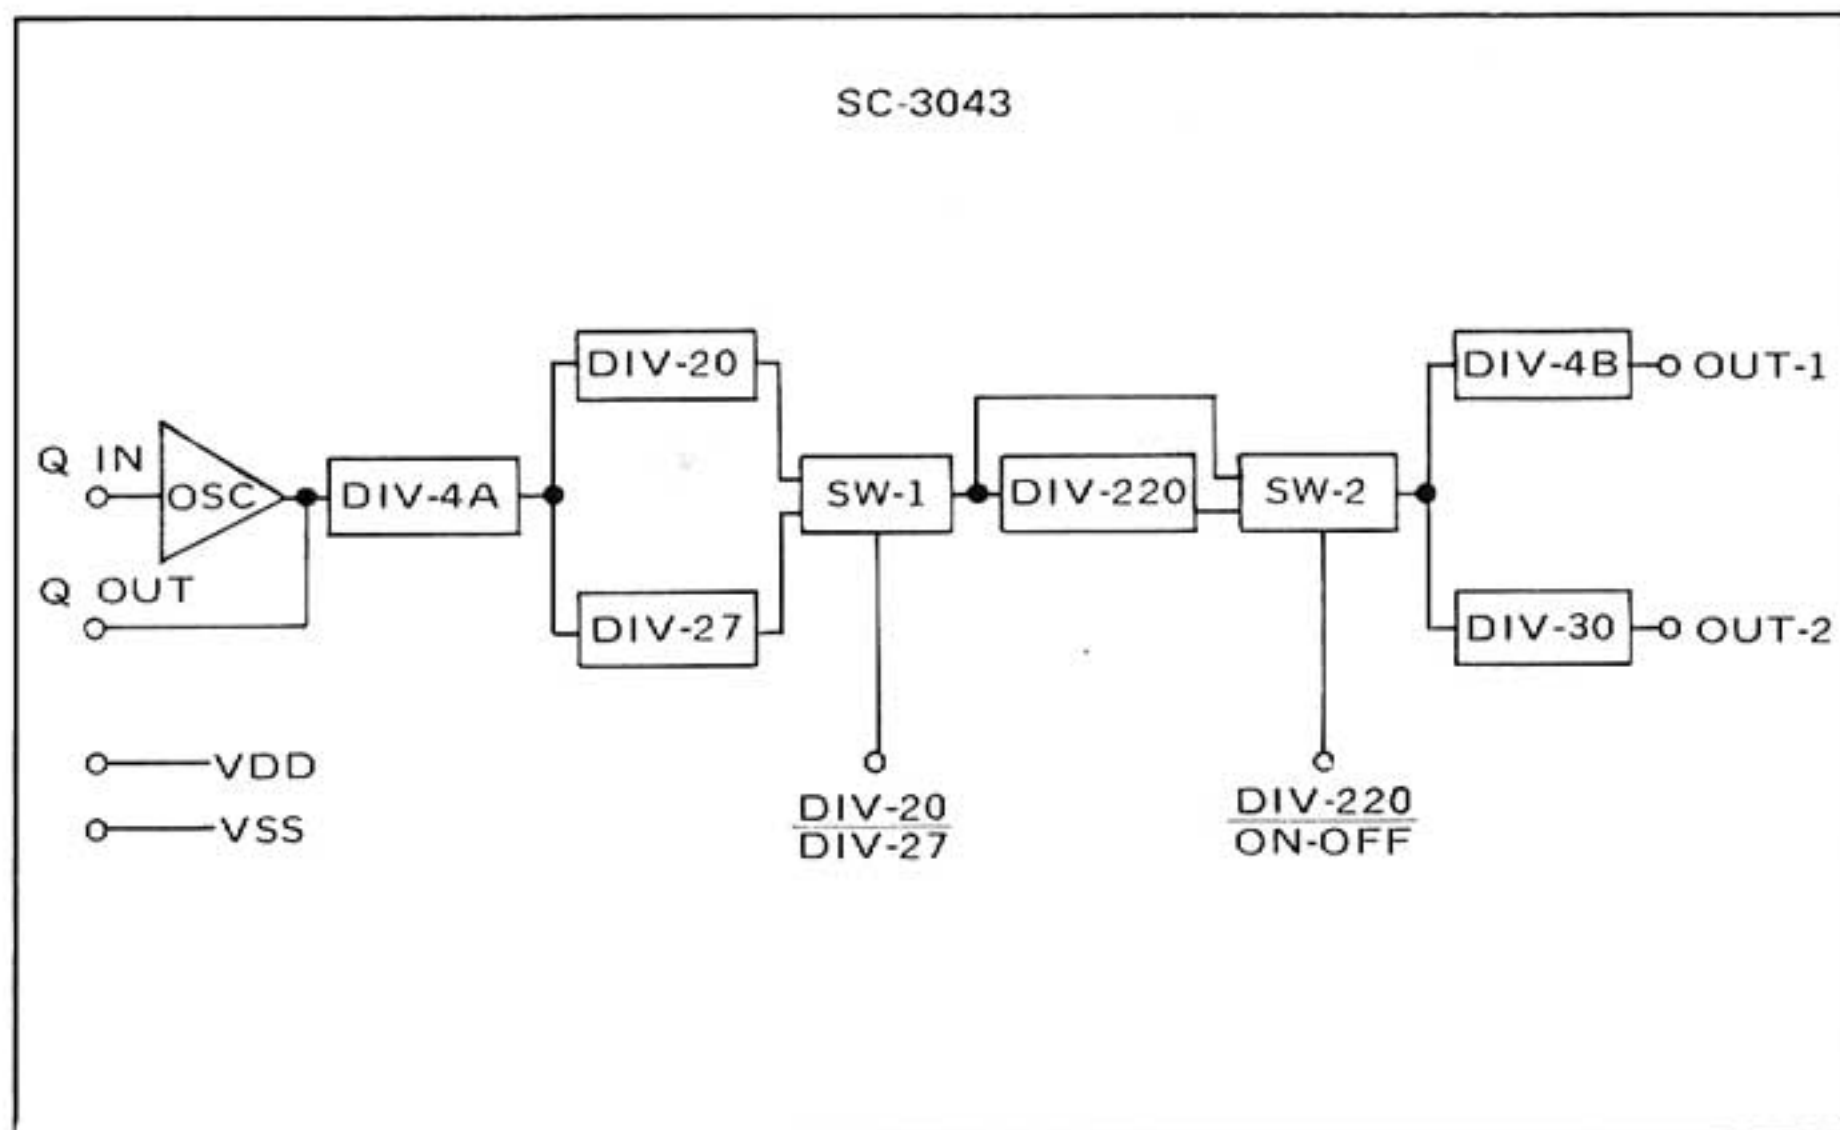 SC-3043
Q IN
OSC
Q OUT
DIV-4A
DIV-20
DIV-27
SW-1
DIV-220
SW-2
DIV-4B
OUT-1
DIV-30
OUT-2
VDD
VSS
DIV-20
DIV-27
DIV-220
ON-OFF